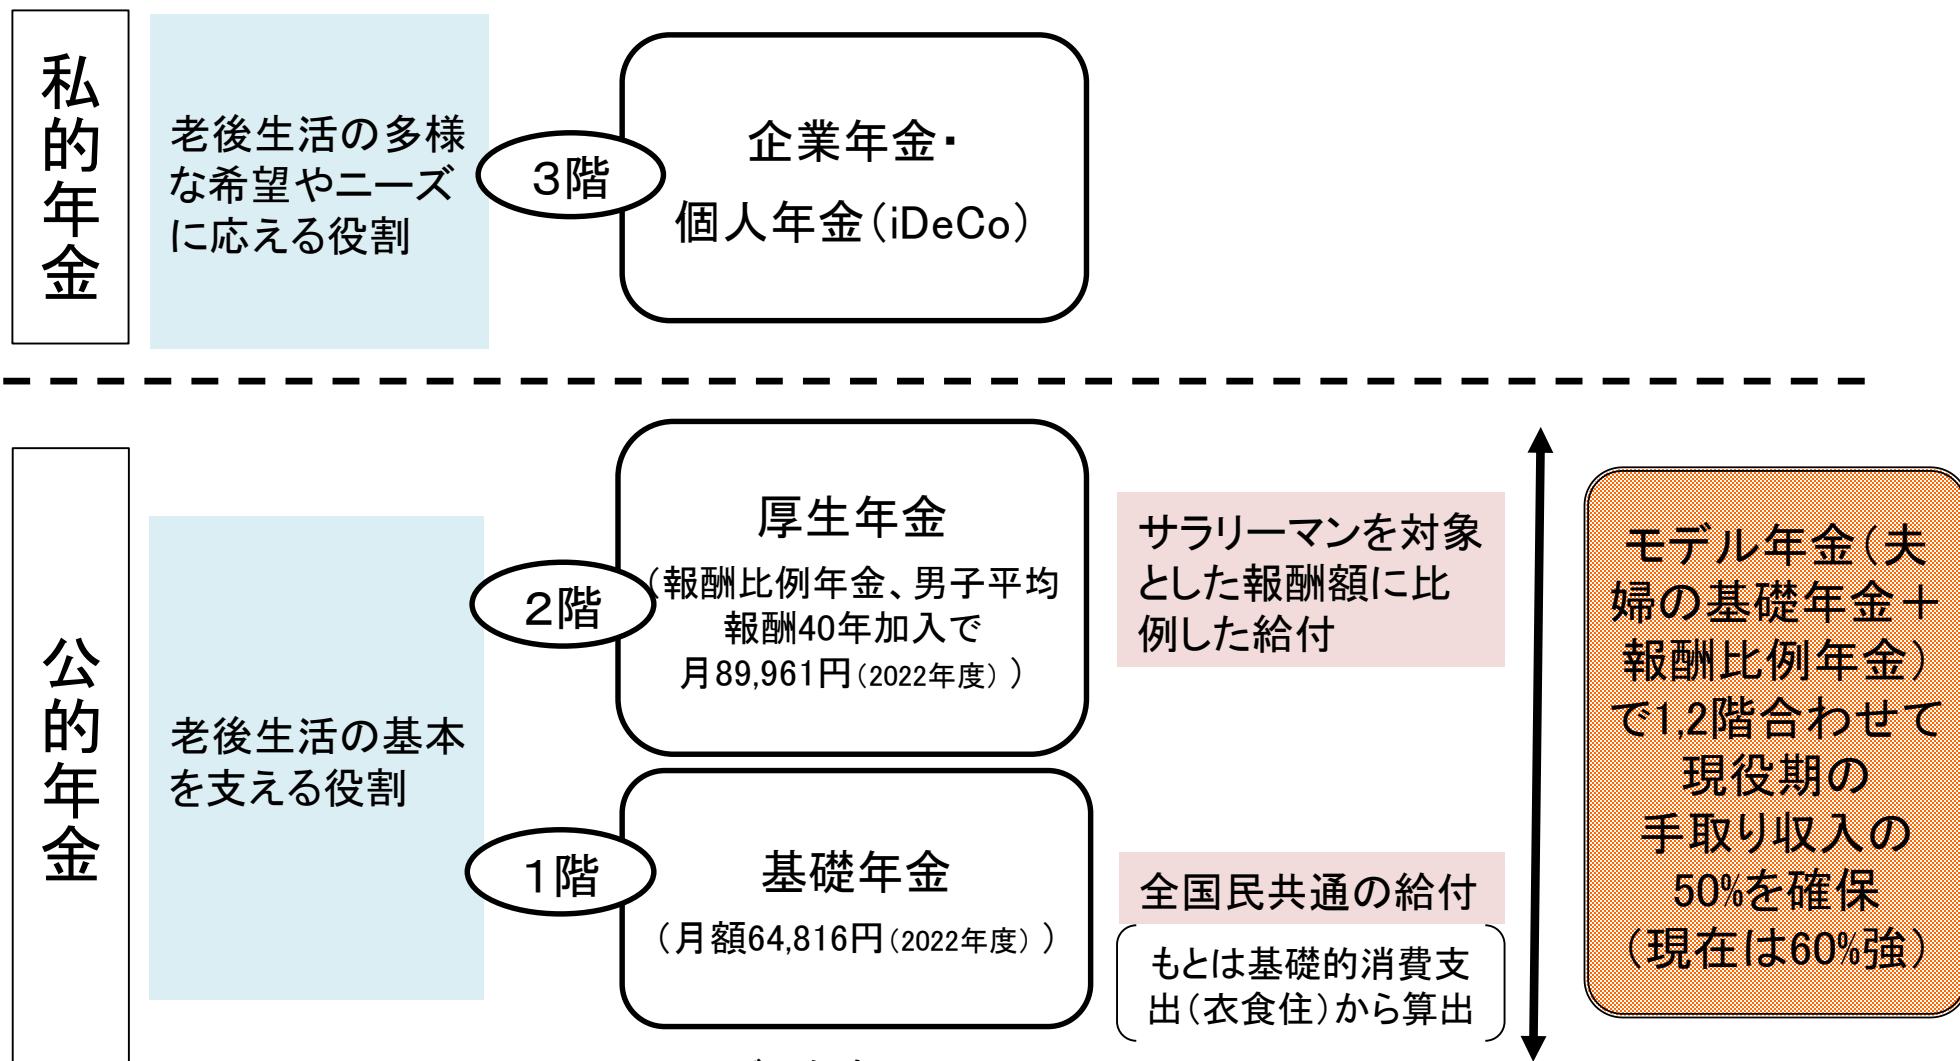 私的年金
老後生活の多様
な希望やニーズ
に応える役割
3階
企業年金・
個人年金(iDeCo)
公的年金
老後生活の基本
を支える役割
2階
厚生年金
(報酬比例年金、男子平均
報酬40年加入で
月89,961円(2022年度))
サラリーマンを対象
とした報酬額に比
例した給付
1階
基礎年金
(月額64,816円(2022年度))
全国民共通の給付
もとは基礎的消費支
出(衣食住)から算出
モデル年金(夫
婦の基礎年金+
報酬比例年金)
で1,2階合わせて
現役期の
手取り収入の
50%を確保
(現在は60%強)